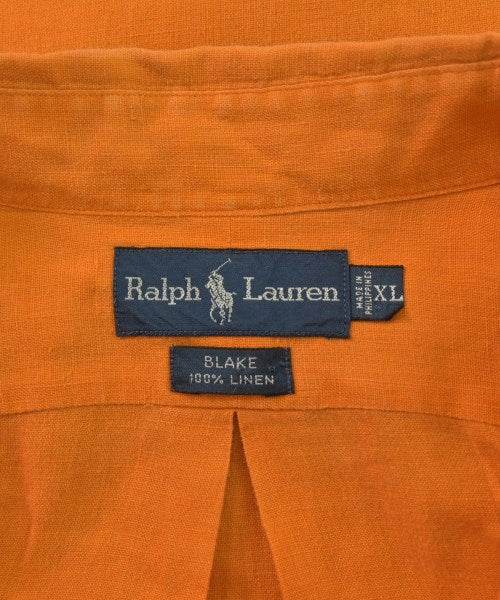 Ralph Lauren
MADE IN
PHILIPPINES
XL
BLAKE
100% LINEN